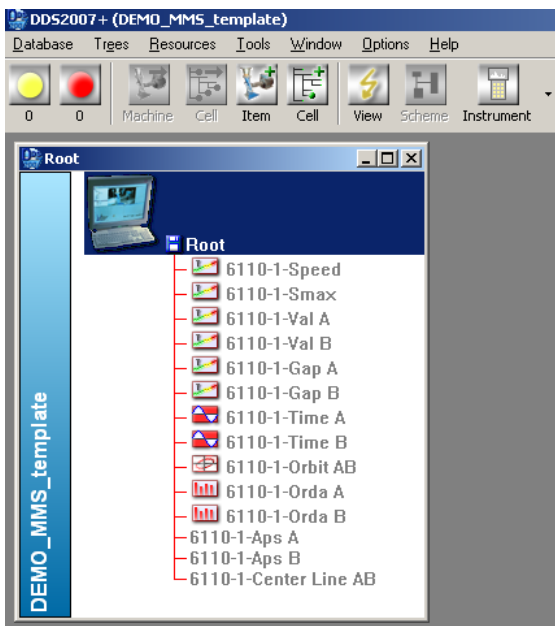 DDS2007+ (DEMO_MMS_template)
Database Trees Resources Tools Window Options Help
0 0 Machine Cell Item Cell View Scheme Instrument
Root
DEMO_MMS_template
Root
6110-1-Speed
6110-1-Smax
6110-1-Val A
6110-1-Val B
6110-1-Gap A
6110-1-Gap B
6110-1-Time A
6110-1-Time B
6110-1-Orbit AB
6110-1-Orda A
6110-1-Orda B
6110-1-Aps A
6110-1-Aps B
6110-1-Center Line AB